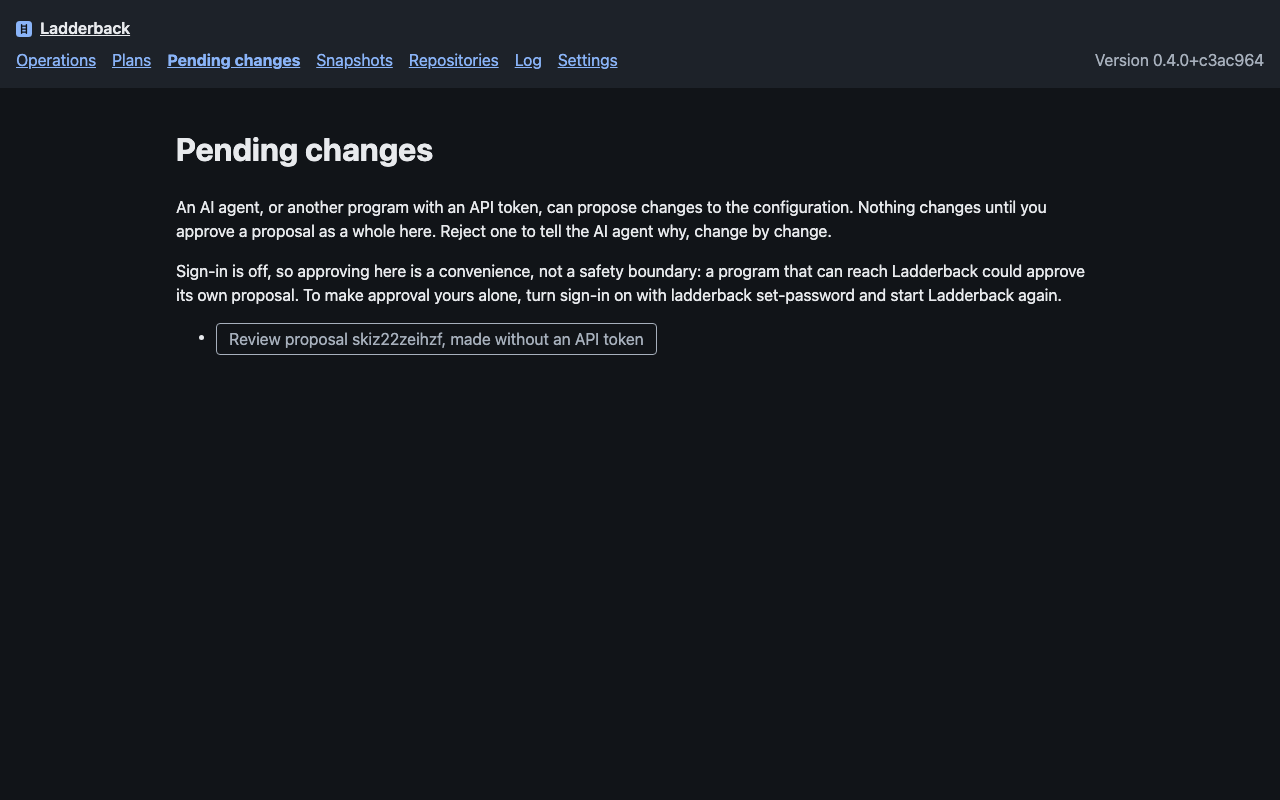 Ladderback
Operations Plans Pending changes Snapshots Repositories Log Settings Version 0.4.0+c3ac964
Pending changes
An AI agent, or another program with an API token, can propose changes to the configuration. Nothing changes until you
approve a proposal as a whole here. Reject one to tell the AI agent why, change by change.
Sign-in is off, so approving here is a convenience, not a safety boundary: a program that can reach Ladderback could approve
its own proposal. To make approval yours alone, turn sign-in on with ladderback set-password and start Ladderback again.
Review proposal skiz22zeihzf, made without an API token